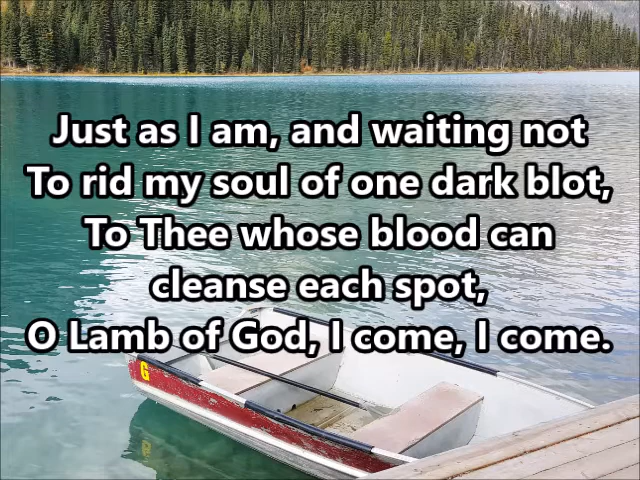 Just as I am, and waiting not
To rid my soul of one dark blot,
To Thee whose blood can
cleanse each spot,
O Lamb of God, I come, I come.
6